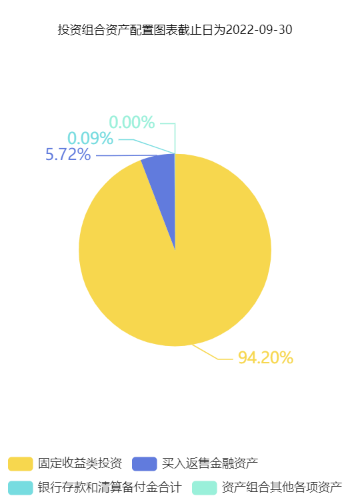 投资组合资产配置图表截止日为2022-09-30
0.00%
0.09%
5.72%
94.20%
固定收益类投资 买入返售金融资产
银行存款和清算备付金合计 资产组合其他各项资产